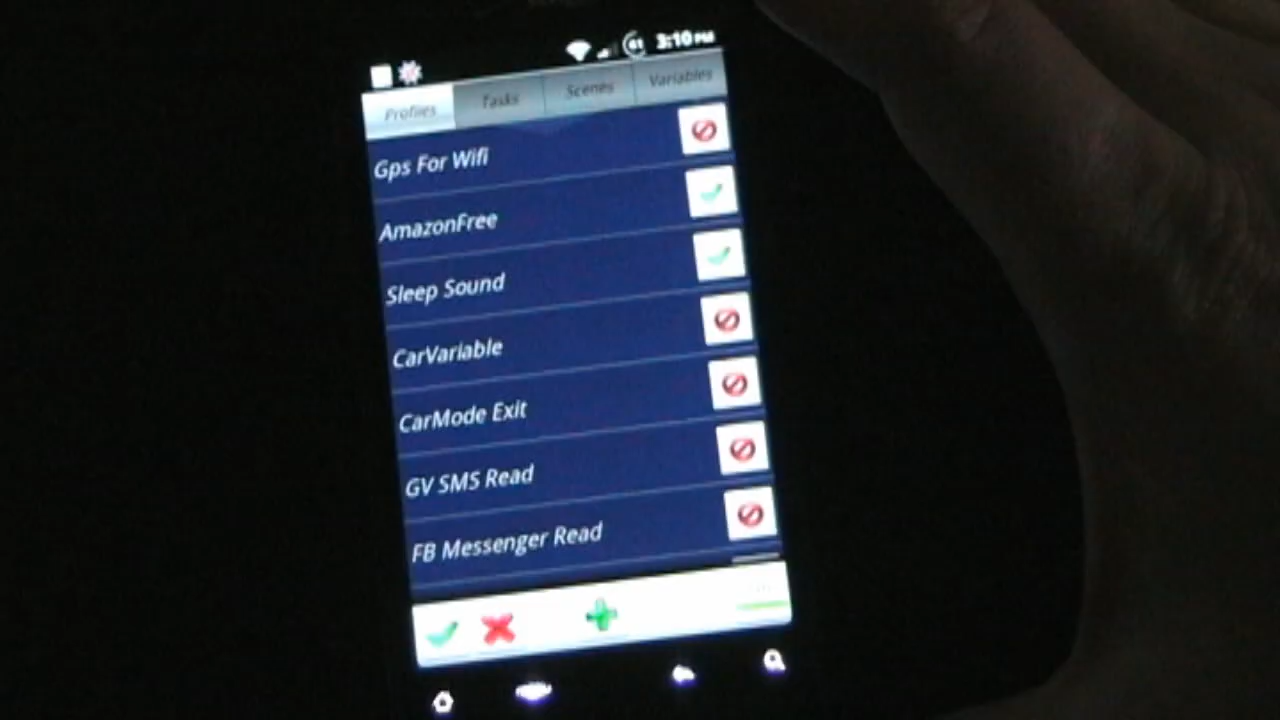 61 3:10 PM
Profiles Tasks Scenes Variables
Gps For Wifi
AmazonFree
Sleep Sound
CarVariable
CarMode Exit
GV SMS Read
FB Messenger Read